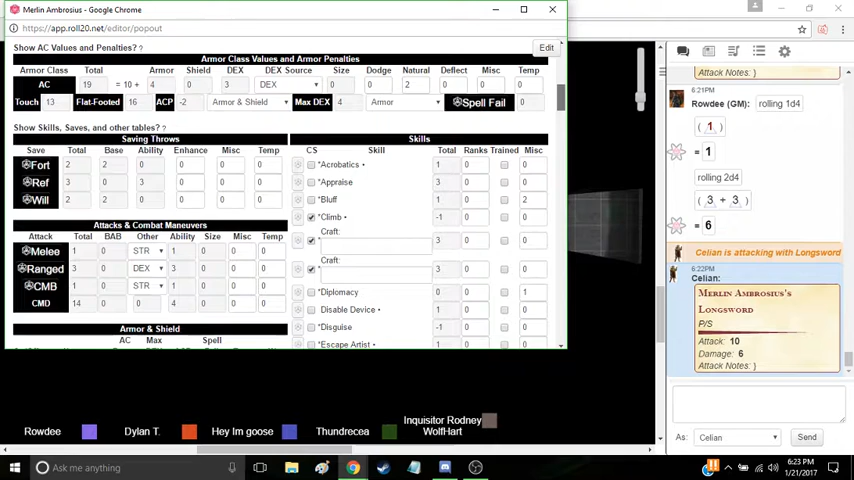 Merlin Ambrosius - Google Chrome
https://app.roll20.net/editor/popout
Show AC Values and Penalties? ?
Edit
Armor Class Values and Armor Penalties
Armor Class Total Armor Shield DEX DEX Source Size Dodge Natural Deflect Misc Temp
AC 19 = 10 + 4 0 3 DEX 0 0 2 0 0 0
Touch 13 Flat-Footed 16 ACP -2 Armor & Shield Max DEX 4 Armor Spell Fail 0
Show Skills, Saves, and other tables? ?
Saving Throws
Save Total Base Ability Enhance Misc Temp
Fort 2 2 0 0 0 0
Ref 3 0 3 0 0 0
Will 2 2 0 0 0 0
Attacks & Combat Maneuvers
Attack Total BAB Other Ability Size Misc Temp
Melee 1 0 STR 1 0 0 0
Ranged 3 0 DEX 3 0 0 0
CMB 1 0 STR 1 0 0 0
CMD 14 0 0 4 0 0 0
Armor & Shield
AC Max Spell
Skills
CS Skill Total Ranks Trained Misc
*Acrobatics • 1 0 0
*Appraise 3 0 0
*Bluff 1 0 2
*Climb • -1 0 0
Craft:
* 3 0 0
Craft:
* 3 0 0
*Diplomacy 0 0 1
Disable Device • 1 0 0
*Disguise -1 0 0
*Escape Artist • 1 0 0
Attack Notes: )
6:21PM
Rowdee (GM): rolling 1d4
( 1 )
= 1
rolling 2d4
( 3 + 3 )
= 6
Celian is attacking with Longsword
6:22PM
Celian:
Merlin Ambrosius's
Longsword
P/S
Attack: 10
Damage: 6
Attack Notes: )
As: Celian Send
Rowdee
Dylan T.
Hey Im goose
Thundrecea
Inquisitor Rodney
WolfHart
Ask me anything
6:23 PM
1/21/2017